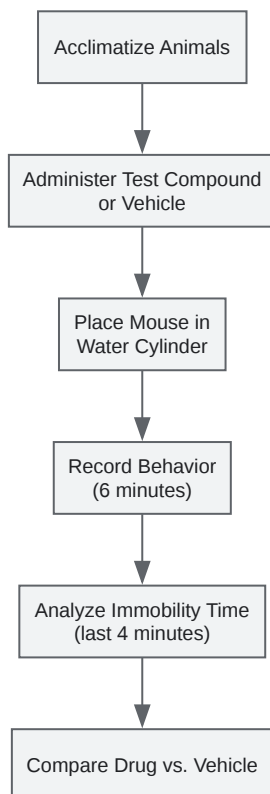 Acclimatize Animals
Administer Test Compound
or Vehicle
Place Mouse in
Water Cylinder
Record Behavior
(6 minutes)
Analyze Immobility Time
(last 4 minutes)
Compare Drug vs. Vehicle